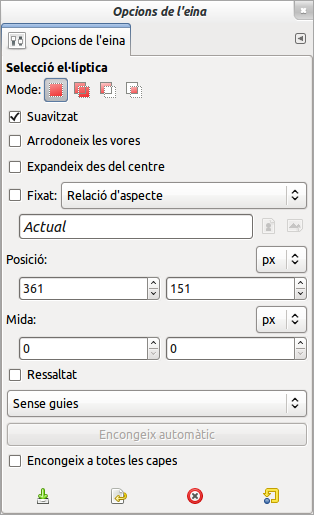 Opcions de l'eina
Opcions de l'eina
Selecció el·líptica
Mode:
Suavitzat
Arrodoneix les vores
Expandeix des del centre
Fixat: Relació d'aspecte
Actual
Posició: px
361 151
Mida: px
0 0
Ressaltat
Sense guies
Encongeix automàtic
Encongeix a totes les capes